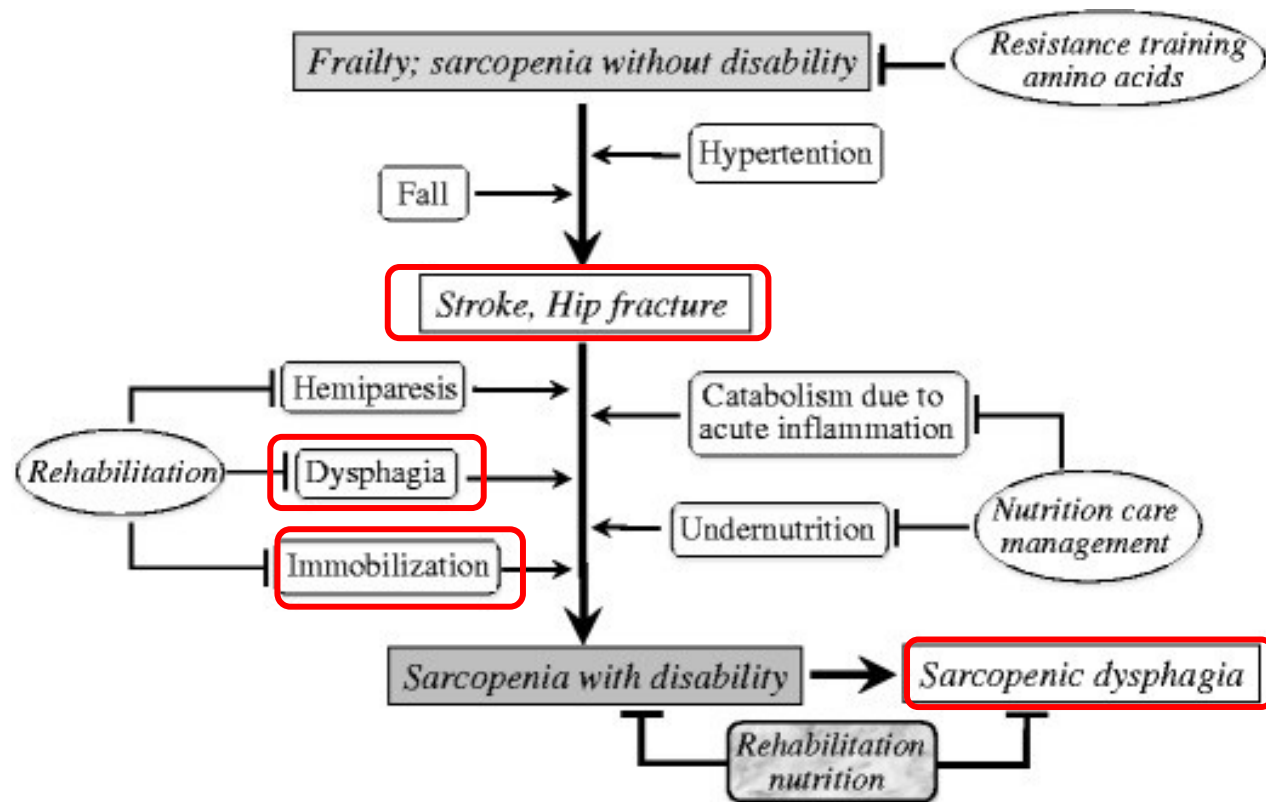 Frailty; sarcopenia without disability
Resistance training
amino acids
Hypertention
Fall
Stroke, Hip fracture
Hemiparesis
Catabolism due to
acute inflammation
Rehabilitation
Dysphagia
Undernutrition
Nutrition care
management
Immobilization
Sarcopenia with disability
Sarcopenic dysphagia
Rehabilitation
nutrition